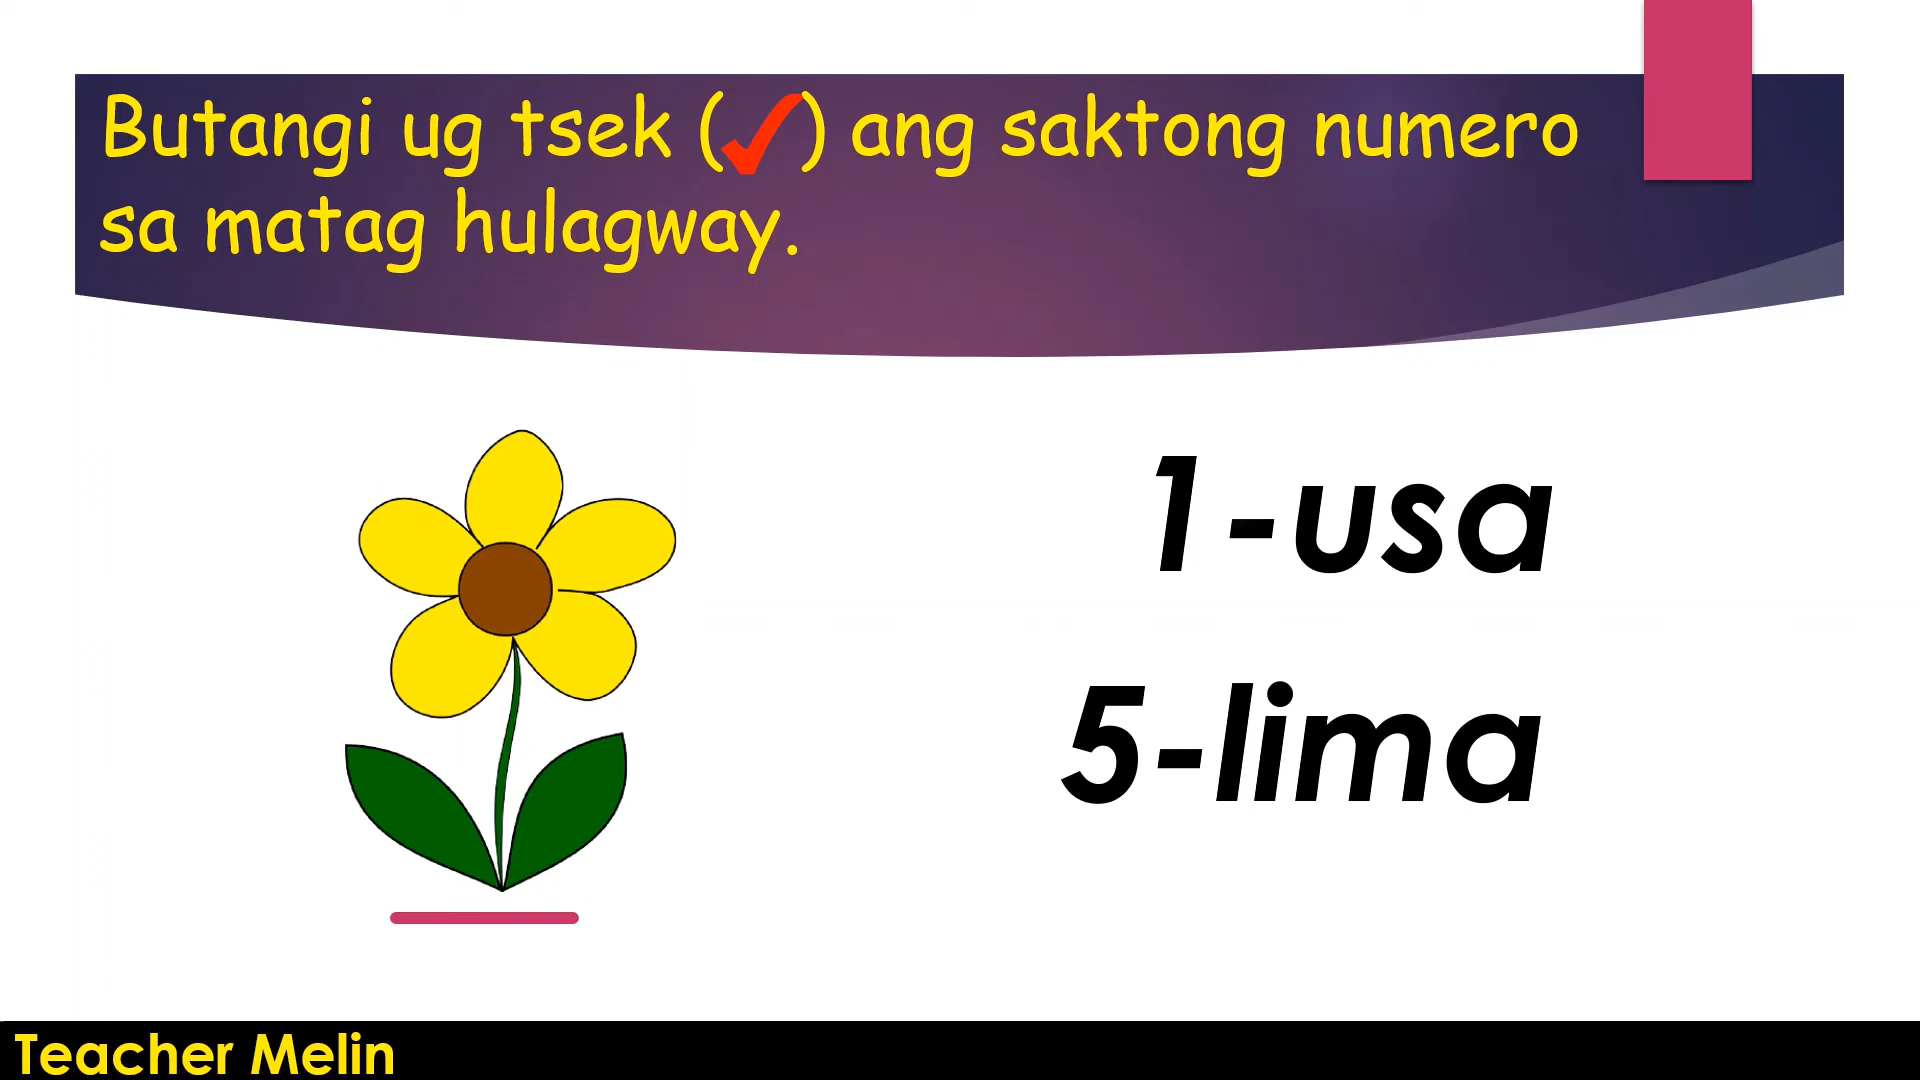 Butangi ug tsek (✓) ang saktong numero
sa matag hulagway.
1-usa
5-lima
Teacher Melin